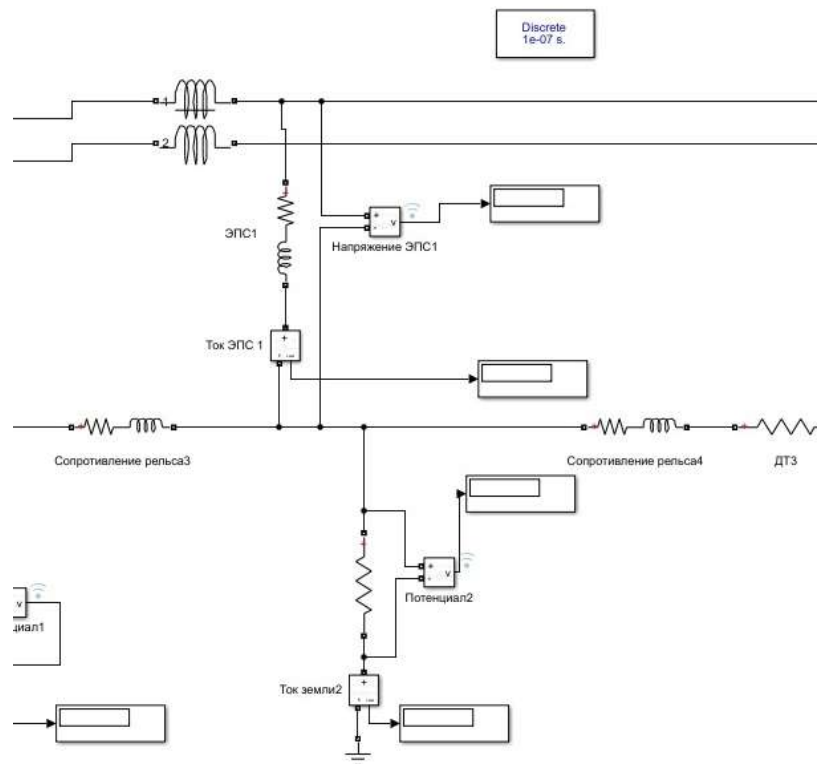 Discrete
1e-07 s.
1
2
ЭПС1
+
-
v
Напряжение ЭПС1
Ток ЭПС 1
+
Сопротивление рельса3
Сопротивление рельса4
ДТ3
+
-
v
Потенциал2
v
циал1
Ток земли2
+